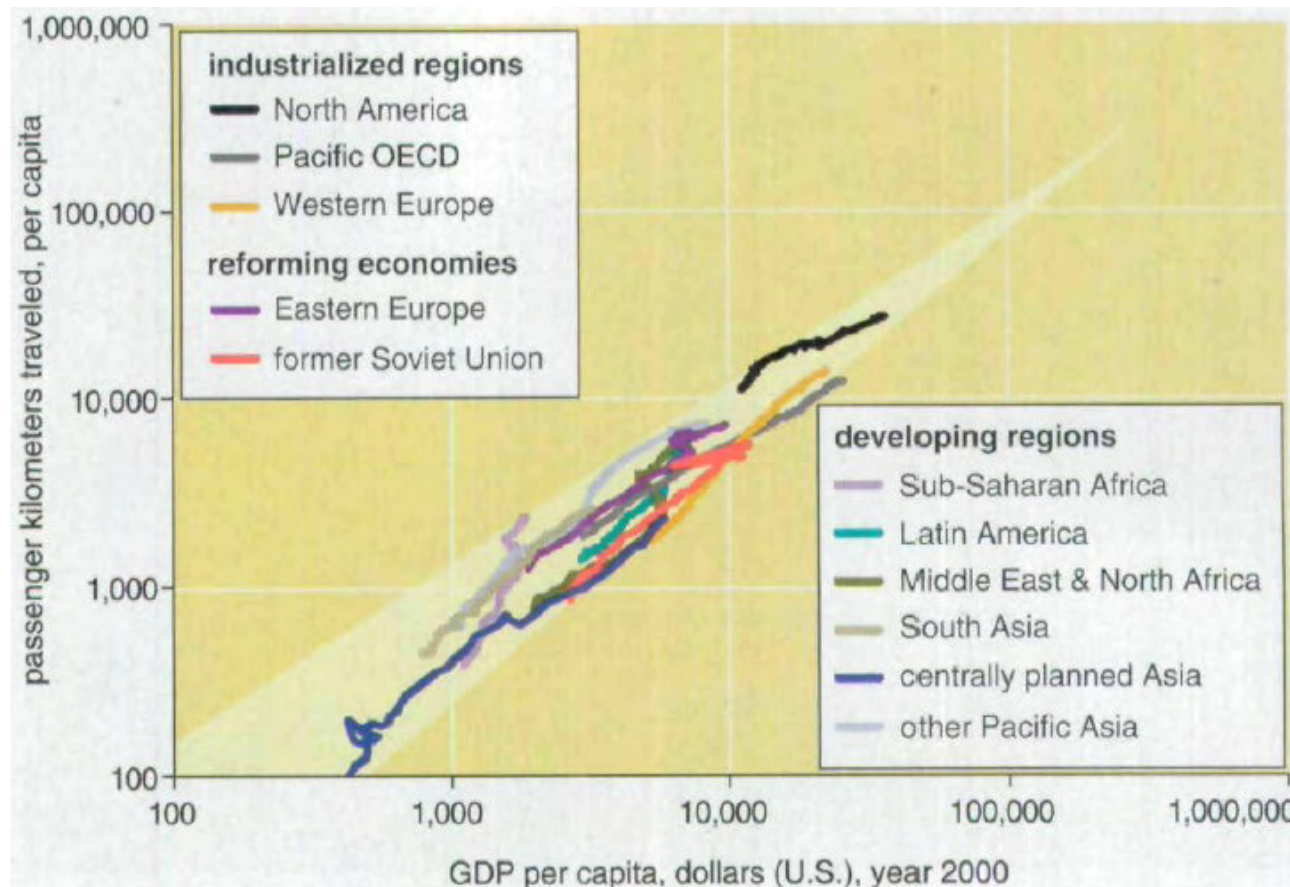 1,000,000
100,000
10,000
1,000
100
passenger kilometers traveled, per capita
industrialized regions
North America
Pacific OECD
Western Europe
reforming economies
Eastern Europe
former Soviet Union
developing regions
Sub-Saharan Africa
Latin America
Middle East & North Africa
South Asia
centrally planned Asia
other Pacific Asia
100 1,000 10,000 100,000 1,000,000
GDP per capita, dollars (U.S.), year 2000